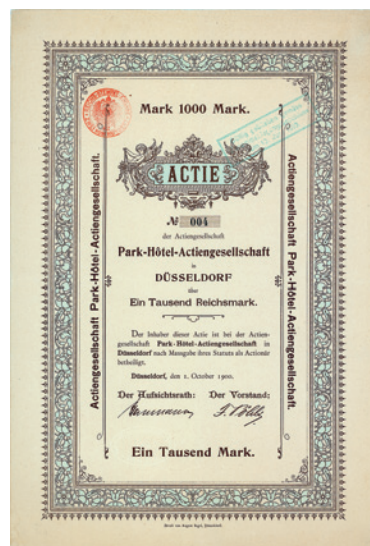 Mark 1000 Mark.
ACTIE
№ 004
der Actiengesellschaft
Park-Hôtel-Actiengesellschaft
in
DÜSSELDORF
über
Ein Tausend Reichsmark.
Der Inhaber dieser Actie ist bei der Actien-
gesellschaft Park-Hôtel-Actiengesellschaft in
Düsseldorf nach Massgabe ihres Statuts als Actionär
betheiligt.
Düsseldorf, den 1. October 1900.
Der Aufsichtsrath: Der Vorstand:
Ein Tausend Mark.
Actiengesellschaft Park-Hôtel-Actiengesellschaft.
Actiengesellschaft Park-Hôtel-Actiengesellschaft.